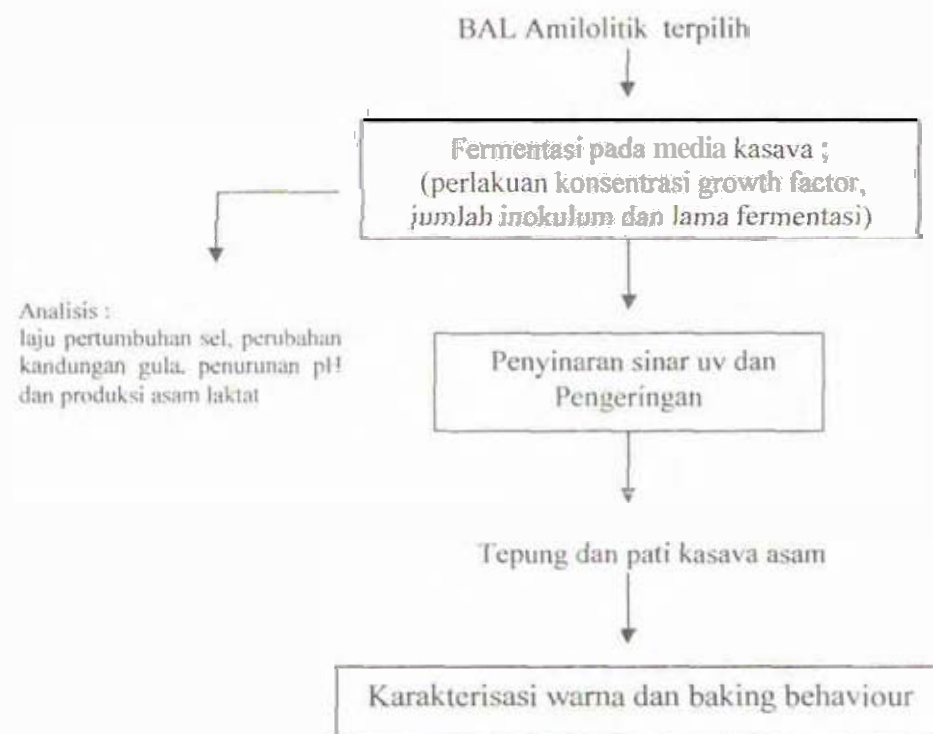 BAL Amilolitik terpilih
Fermentasi pada media kasava ;
(perlakuan konsentrasi growth factor,
jumlah inokulum dan lama fermentasi)
Analisis :
laju pertumbuhan sel, perubahan
kandungan gula, penurunan pH
dan produksi asam laktat
Penyinaran sinar uv dan
Pengeringan
Tepung dan pati kasava asam
Karakterisasi warna dan baking behaviour